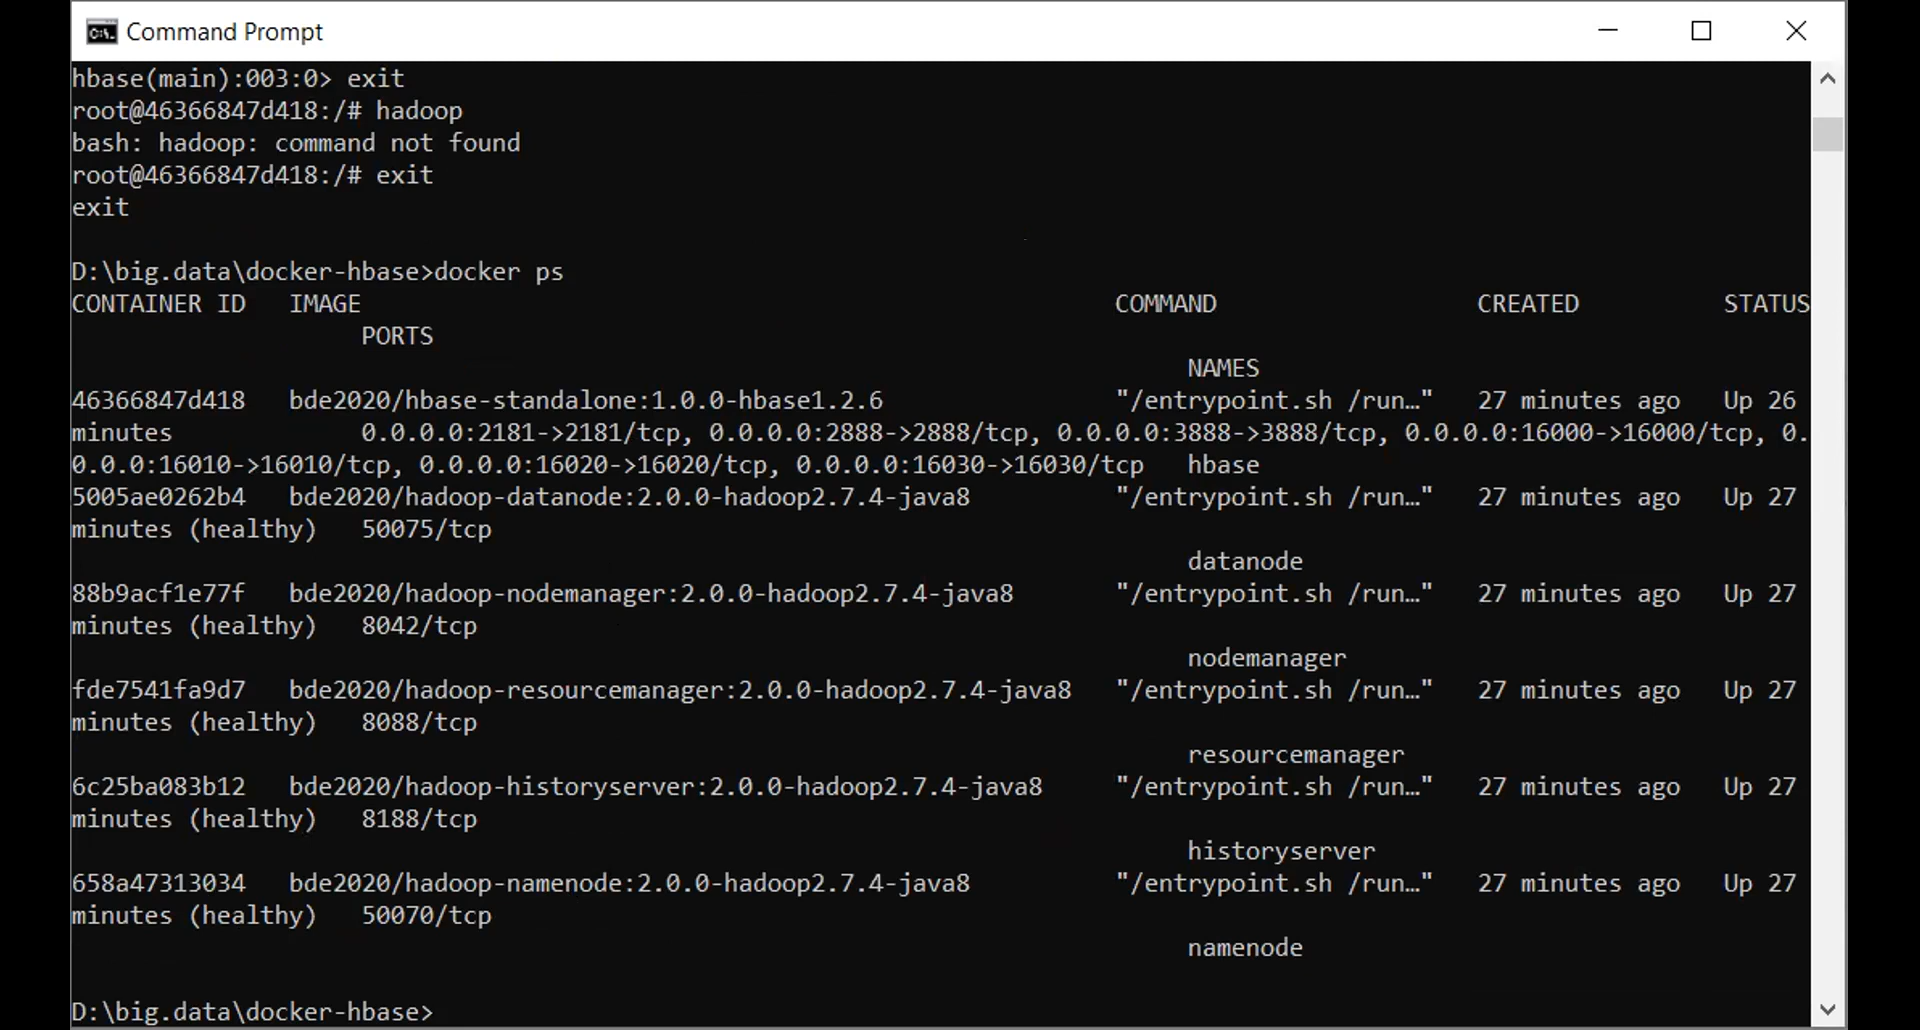 Command Prompt
hbase(main):003:0> exit
root@46366847d418:/# hadoop
bash: hadoop: command not found
root@46366847d418:/# exit
exit
D:\big.data\docker-hbase>docker ps
CONTAINER ID   IMAGE                                                    COMMAND                  CREATED          STATUS
                    PORTS
                                                                             NAMES
46366847d418   bde2020/hbase-standalone:1.0.0-hbase1.2.6                "/entrypoint.sh /run…"   27 minutes ago   Up 26
minutes             0.0.0.0:2181->2181/tcp, 0.0.0.0:2888->2888/tcp, 0.0.0.0:3888->3888/tcp, 0.0.0.0:16000->16000/tcp, 0.
0.0.0:16010->16010/tcp, 0.0.0.0:16020->16020/tcp, 0.0.0.0:16030->16030/tcp   hbase
5005ae0262b4   bde2020/hadoop-datanode:2.0.0-hadoop2.7.4-java8          "/entrypoint.sh /run…"   27 minutes ago   Up 27
minutes (healthy)   50075/tcp
                                                                             datanode
88b9acf1e77f   bde2020/hadoop-nodemanager:2.0.0-hadoop2.7.4-java8       "/entrypoint.sh /run…"   27 minutes ago   Up 27
minutes (healthy)   8042/tcp
                                                                             nodemanager
fde7541fa9d7   bde2020/hadoop-resourcemanager:2.0.0-hadoop2.7.4-java8   "/entrypoint.sh /run…"   27 minutes ago   Up 27
minutes (healthy)   8088/tcp
                                                                             resourcemanager
6c25ba083b12   bde2020/hadoop-historyserver:2.0.0-hadoop2.7.4-java8     "/entrypoint.sh /run…"   27 minutes ago   Up 27
minutes (healthy)   8188/tcp
                                                                             historyserver
658a47313034   bde2020/hadoop-namenode:2.0.0-hadoop2.7.4-java8          "/entrypoint.sh /run…"   27 minutes ago   Up 27
minutes (healthy)   50070/tcp
                                                                             namenode
D:\big.data\docker-hbase>